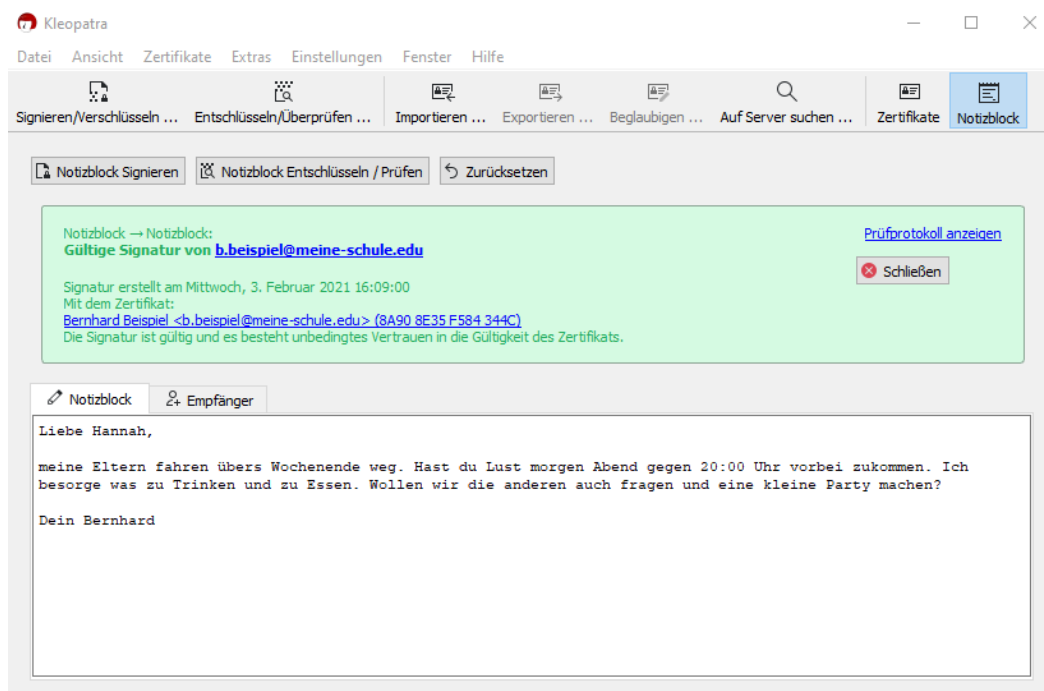 Kleopatra
Datei Ansicht Zertifikate Extras Einstellungen Fenster Hilfe
Signieren/Verschlüsseln ... Entschlüsseln/Überprüfen ... Importieren ... Exportieren ... Beglaubigen ... Auf Server suchen ... Zertifikate Notizblock
Notizblock Signieren Notizblock Entschlüsseln / Prüfen Zurücksetzen
Notizblock → Notizblock: Prüfprotokoll anzeigen
Gültige Signatur von b.beispiel@meine-schule.edu
Schließen
Signatur erstellt am Mittwoch, 3. Februar 2021 16:09:00
Mit dem Zertifikat:
Bernhard Beispiel <b.beispiel@meine-schule.edu> (8A90 8E35 F584 344C)
Die Signatur ist gültig und es besteht unbedingtes Vertrauen in die Gültigkeit des Zertifikats.
Notizblock Empfänger
Liebe Hannah,
meine Eltern fahren übers Wochenende weg. Hast du Lust morgen Abend gegen 20:00 Uhr vorbei zukommen. Ich
besorge was zu Trinken und zu Essen. Wollen wir die anderen auch fragen und eine kleine Party machen?
Dein Bernhard